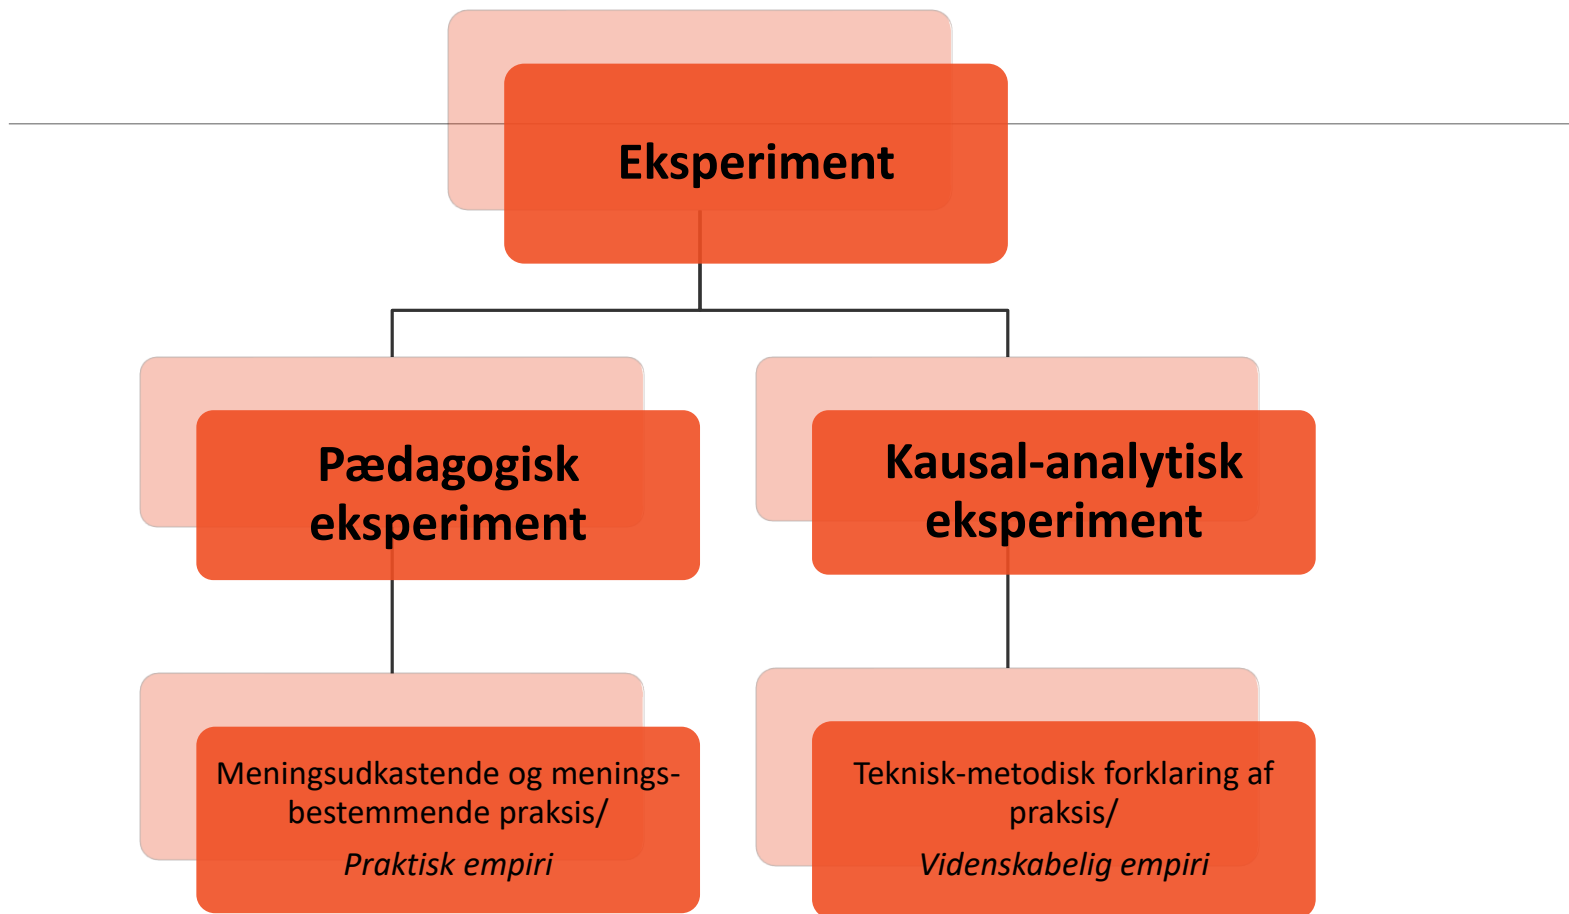 Eksperiment
Pædagogisk
eksperiment
Kausal-analytisk
eksperiment
Meningsudkastende og menings-
bestemmende praksis/
Praktisk empiri
Teknisk-metodisk forklaring af
praksis/
Videnskabelig empiri